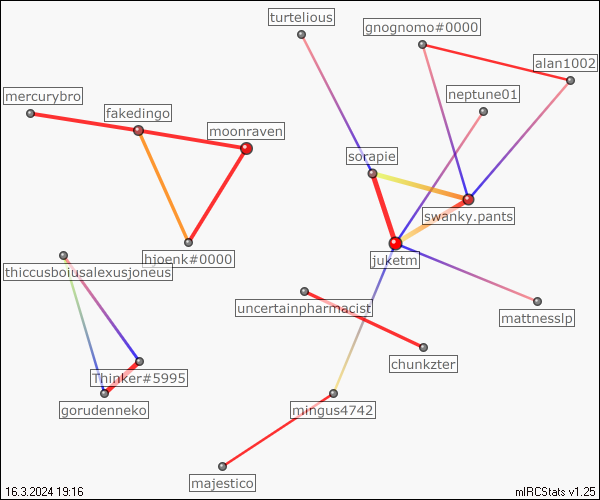 turtelious
gnognomo#0000
alan1002
neptune01
mercurybro
fakedingo
moonraven
sorapie
swanky.pants
hjoenk#0000
juketm
thiccusboiusalexusjoneus
uncertainpharmacist
mattnesslp
chunkzter
Thinker#5995
gorudenneko
mingus4742
majestico
16.3.2024 19:16
mIRCStats v1.25